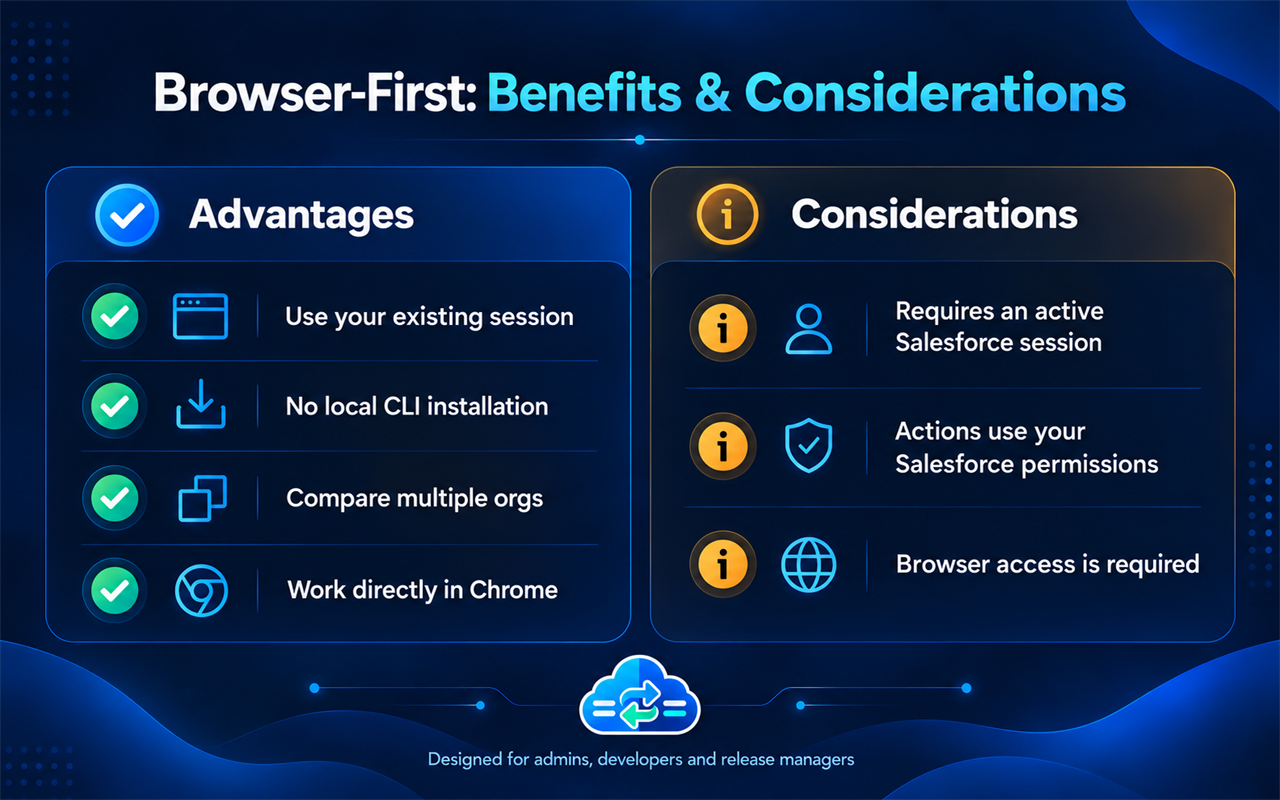 Browser-First: Benefits & Considerations
Advantages
Use your existing session
No local CLI installation
Compare multiple orgs
Work directly in Chrome
Considerations
Requires an active
Salesforce session
Actions use your
Salesforce permissions
Browser access is required
Designed for admins, developers and release managers